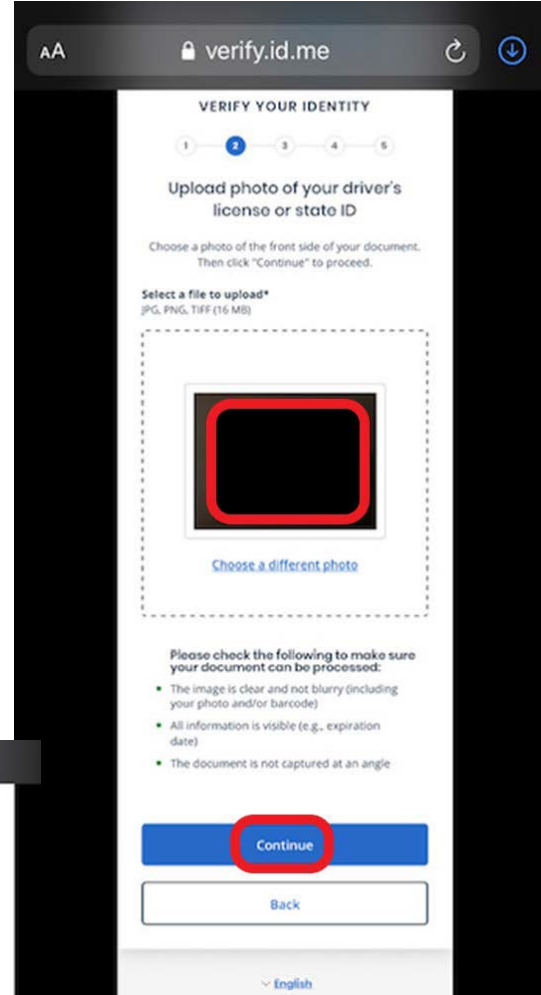 AA verify.id.me
VERIFY YOUR IDENTITY
1 2 3 4 5
Upload photo of your driver's
license or state ID
Choose a photo of the front side of your document.
Then click "Continue" to proceed.
Select a file to upload*
JPG, PNG, TIFF (16 MB)
Choose a different photo
Please check the following to make sure
your document can be processed:
• The image is clear and not blurry (including
your photo and/or barcode)
• All information is visible (e.g., expiration
date)
• The document is not captured at an angle
Continue
Back
English